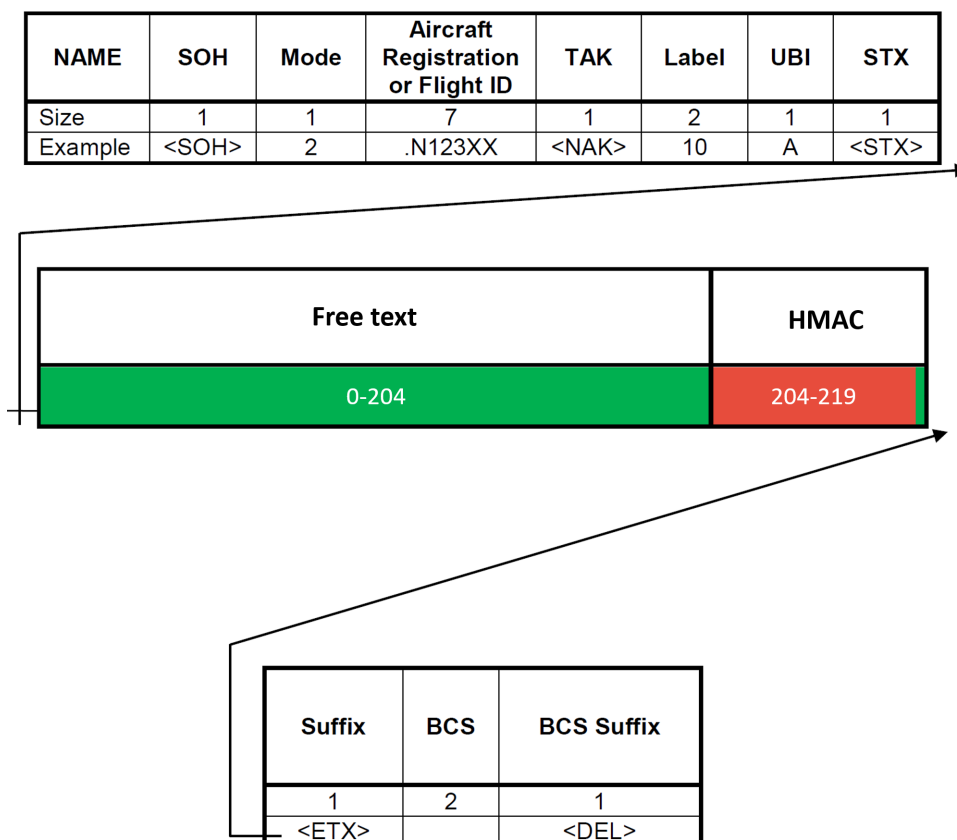 NAME SOH Mode Aircraft Registration or Flight ID TAK Label UBI STX
Size 1 1 7 1 2 1 1
Example <SOH> 2 .N123XX <NAK> 10 A <STX>
Free text HMAC
0-204 204-219
Suffix BCS BCS Suffix
1 2 1
<ETX> <DEL>